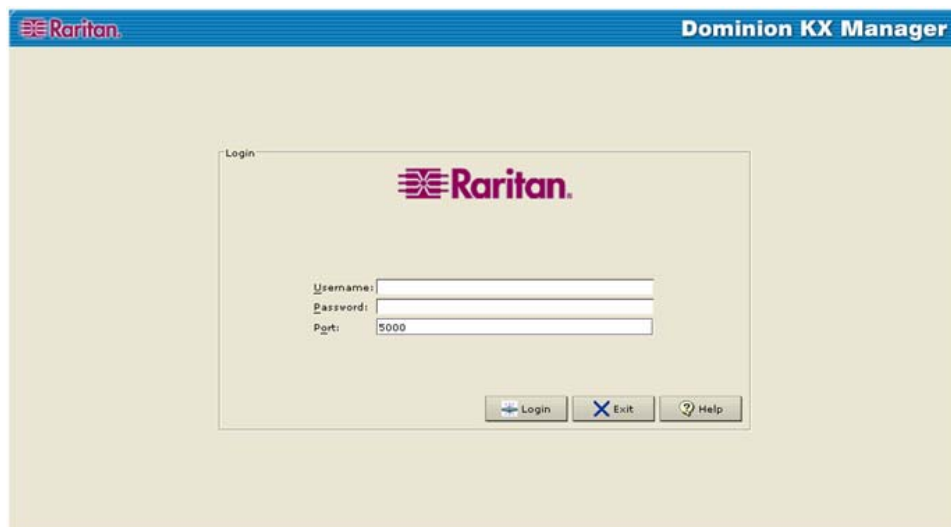 Raritan.
Dominion KX Manager
Login
Raritan.
Username:
Password:
Port: 5000
Login
Exit
Help